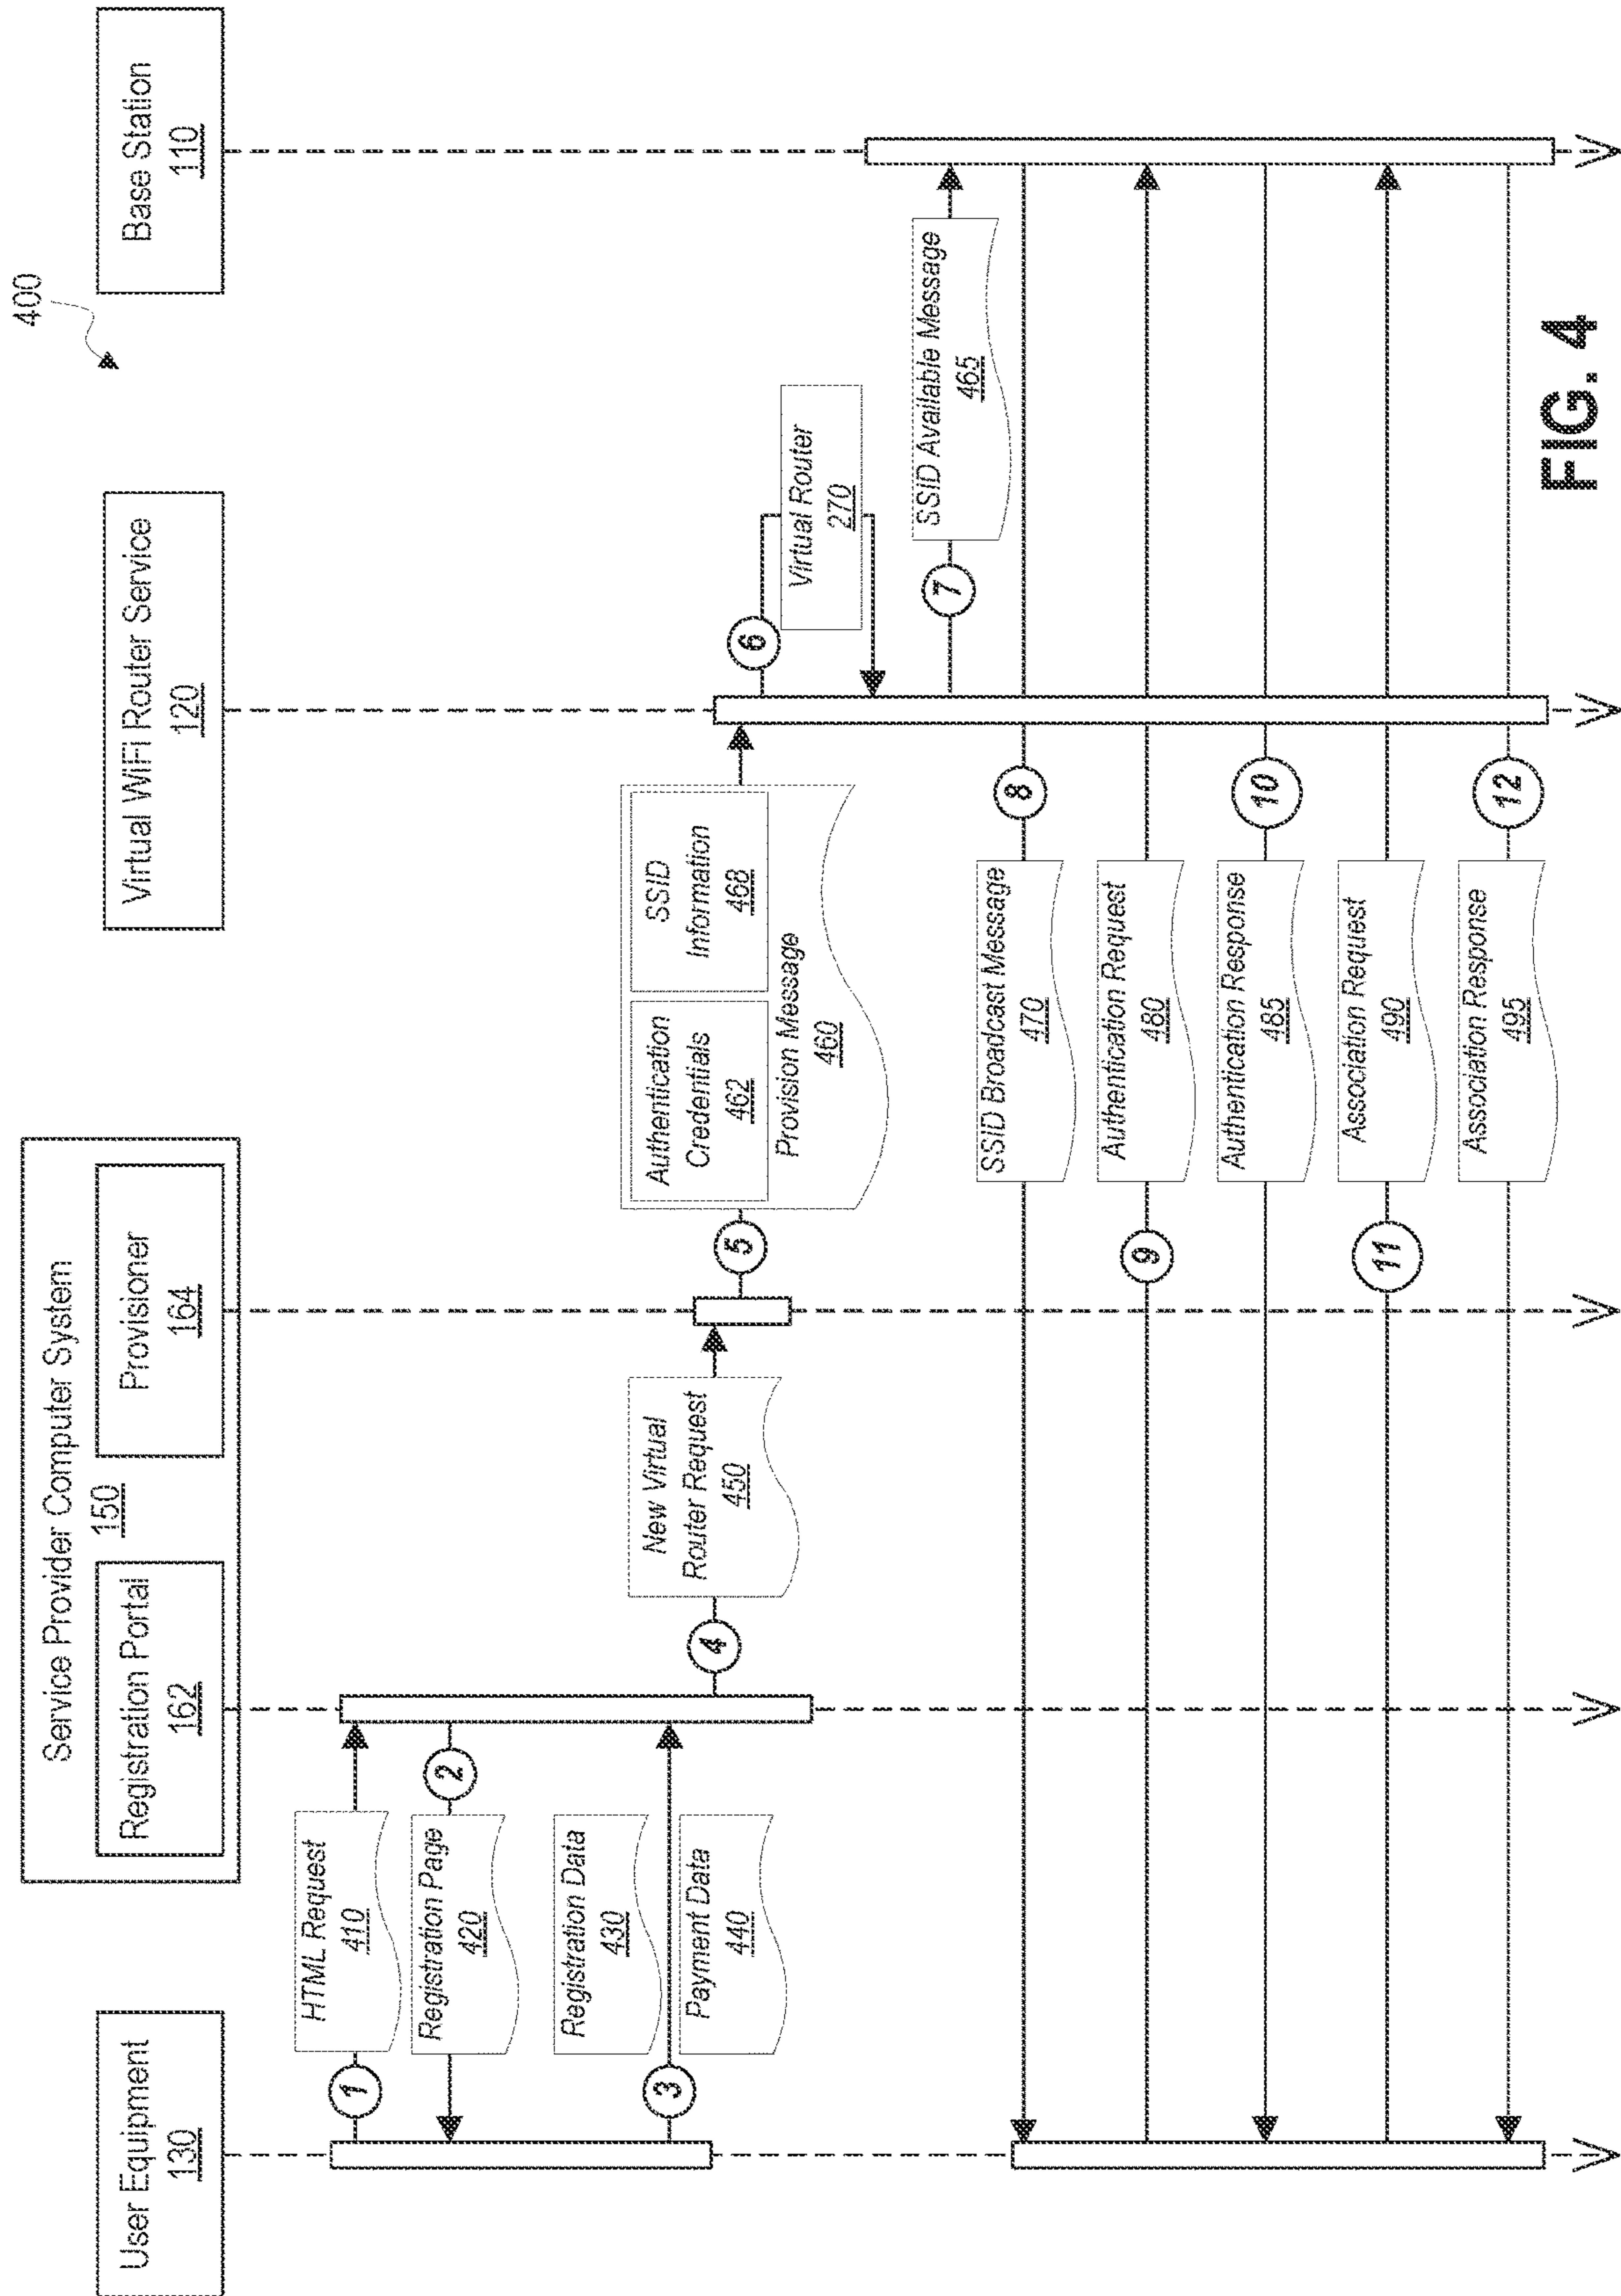 400
Service Provider Computer System
150
User Equipment
130
Registration Portal
162
Provisioner
164
Virtual WiFi Router Service
120
Base Station
110
1
HTML Request
410
2
Registration Page
420
Registration Data
430
3
Payment Data
440
4
New Virtual
Router Request
450
5
Authentication
Credentials
462
SSID
Information
468
Provision Message
460
6
Virtual Router
270
7
SSID Available Message
465
SSID Broadcast Message
470
8
9
Authentication Request
480
Authentication Response
485
10
11
Association Request
490
Association Response
495
12
FIG. 4